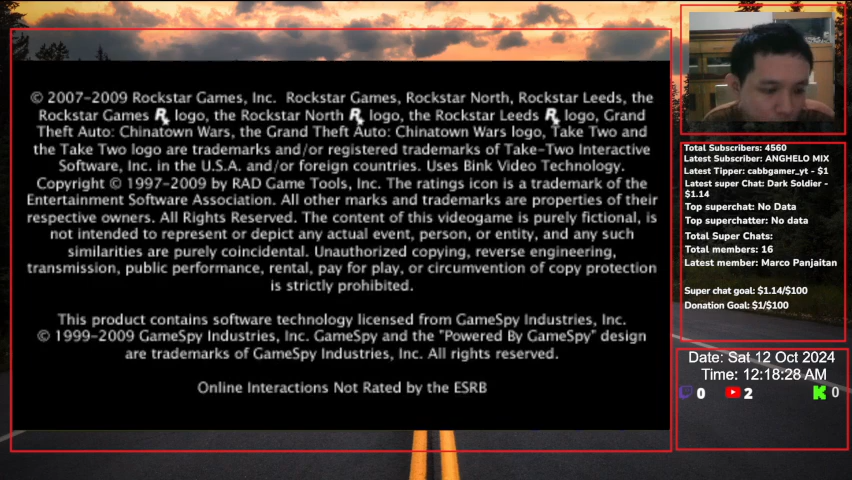 © 2007-2009 Rockstar Games, Inc. Rockstar Games, Rockstar North, Rockstar Leeds, the
Rockstar Games R* logo, the Rockstar North R* logo, the Rockstar Leeds R* logo, Grand
Theft Auto: Chinatown Wars, the Grand Theft Auto: Chinatown Wars logo, Take Two and
the Take Two logo are trademarks and/or registered trademarks of Take-Two Interactive
Software, Inc. in the U.S.A. and/or foreign countries. Uses Bink Video Technology.
Copyright © 1997-2009 by RAD Game Tools, Inc. The ratings icon is a trademark of the
Entertainment Software Association. All other marks and trademarks are properties of their
respective owners. All Rights Reserved. The content of this videogame is purely fictional, is
not intended to represent or depict any actual event, person, or entity, and any such
similarities are purely coincidental. Unauthorized copying, reverse engineering,
transmission, public performance, rental, pay for play, or circumvention of copy protection
is strictly prohibited.
This product contains software technology licensed from GameSpy Industries, Inc.
© 1999-2009 GameSpy Industries, Inc. GameSpy and the "Powered By GameSpy" design
are trademarks of GameSpy Industries, Inc. All rights reserved.
Online Interactions Not Rated by the ESRB
Total Subscribers: 4560
Latest Subscriber: ANGHELO MIX
Latest Tipper: cabbgamer_yt - $1
Latest super Chat: Dark Soldier -
$1.14
Top superchat: No Data
Top superchatter: No data
Total Super Chats:
Total members: 16
Latest member: Marco Panjaitan
Super chat goal: $1.14/$100
Donation Goal: $1/$100
Date: Sat 12 Oct 2024
Time: 12:18:28 AM
0 2 K 0